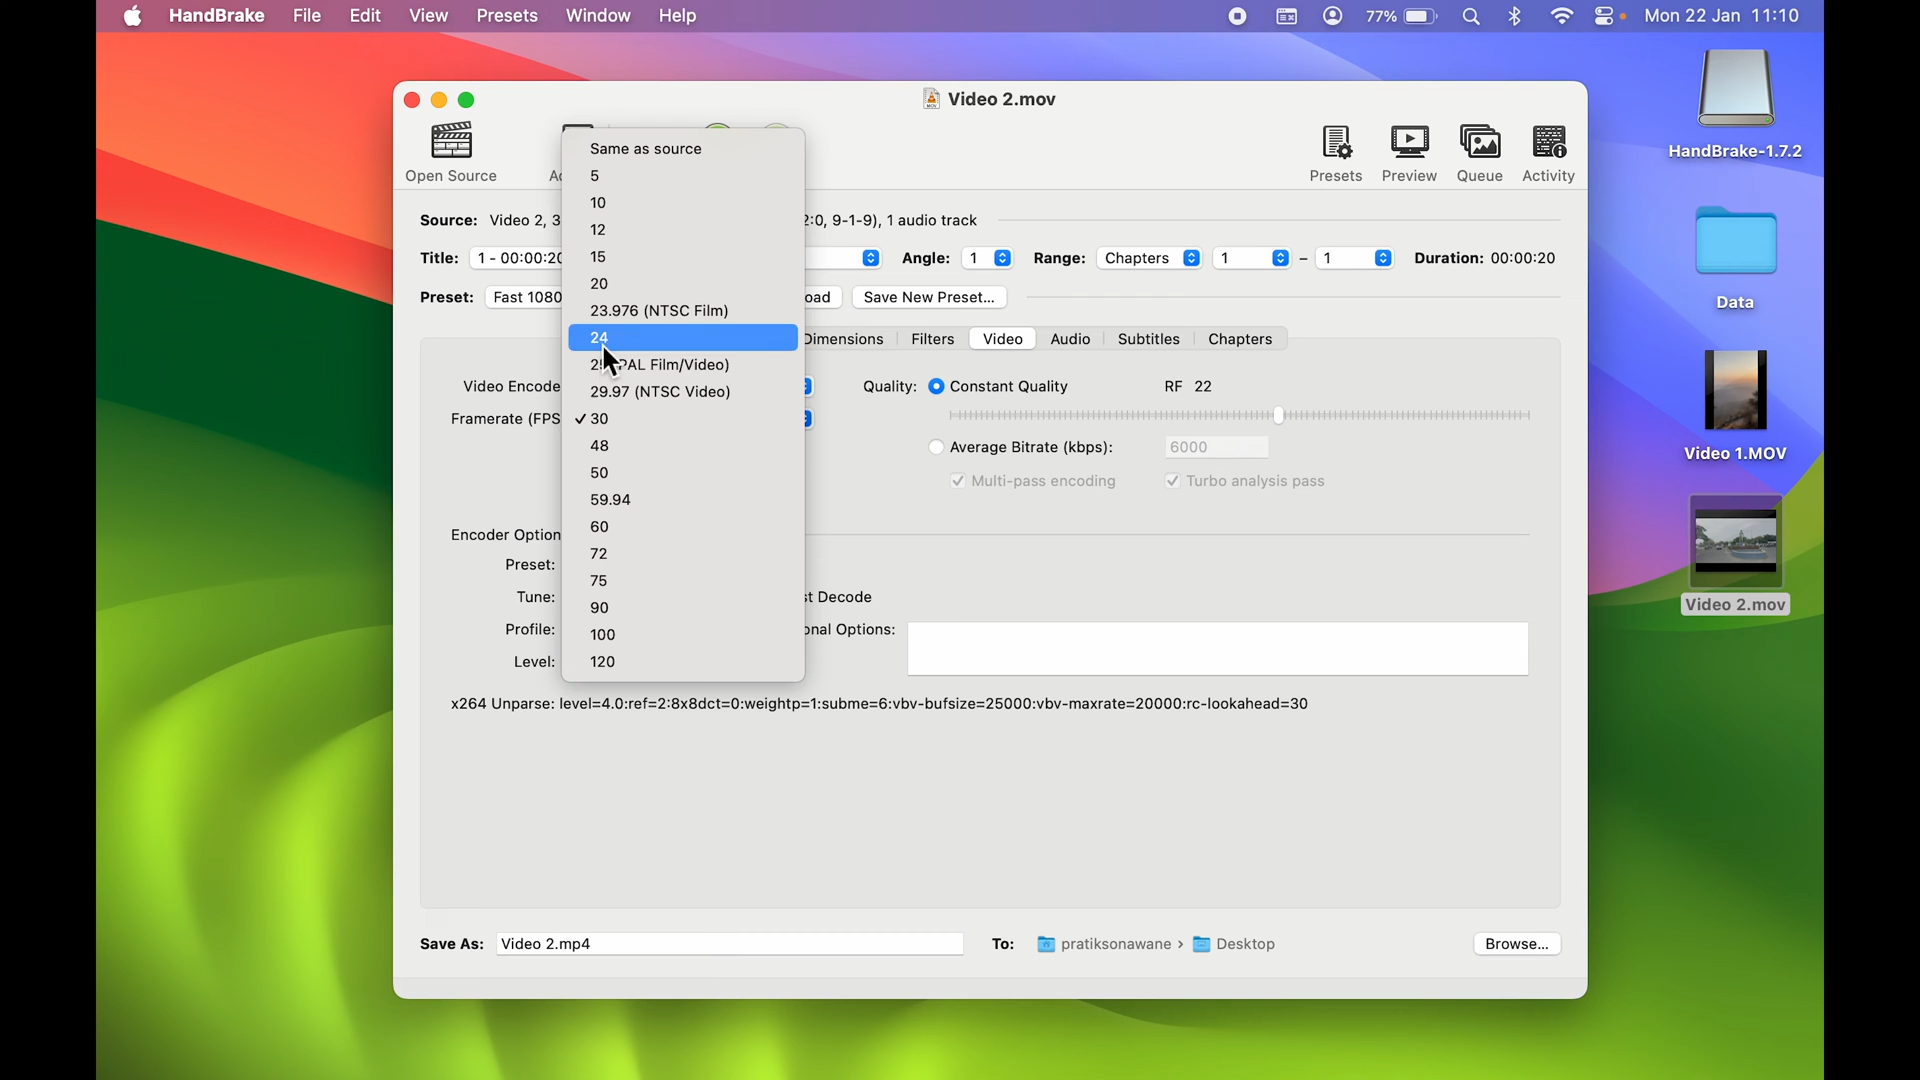 HandBrake File Edit View Presets Window Help 77% Mon 22 Jan 11:10
Video 2.mov
Open Source
Presets Preview Queue Activity
Source: Video 2, 3
9-1-9), 1 audio track
Title: 1 - 00:00:20
Angle: 1 Range: Chapters 1 - 1 Duration: 00:00:20
Preset: Fast 1080
Save New Preset...
Dimensions Filters Video Audio Subtitles Chapters
Video Encode
Framerate (FPS
Same as source
5
10
12
15
20
23.976 (NTSC Film)
24
PAL Film/Video)
29.97 (NTSC Video)
✓ 30
48
50
59.94
60
72
75
90
100
120
Quality: Constant Quality RF 22
Average Bitrate (kbps): 6000
Multi-pass encoding Turbo analysis pass
Encoder Option
Preset:
Tune:
st Decode
Profile:
onal Options:
Level:
x264 Unparse: level=4.0:ref=2:8x8dct=0:weightp=1:subme=6:vbv-bufsize=25000:vbv-maxrate=20000:rc-lookahead=30
Save As: Video 2.mp4 To: pratiksonawane › Desktop Browse...
HandBrake-1.7.2
Data
Video 1.MOV
Video 2.mov